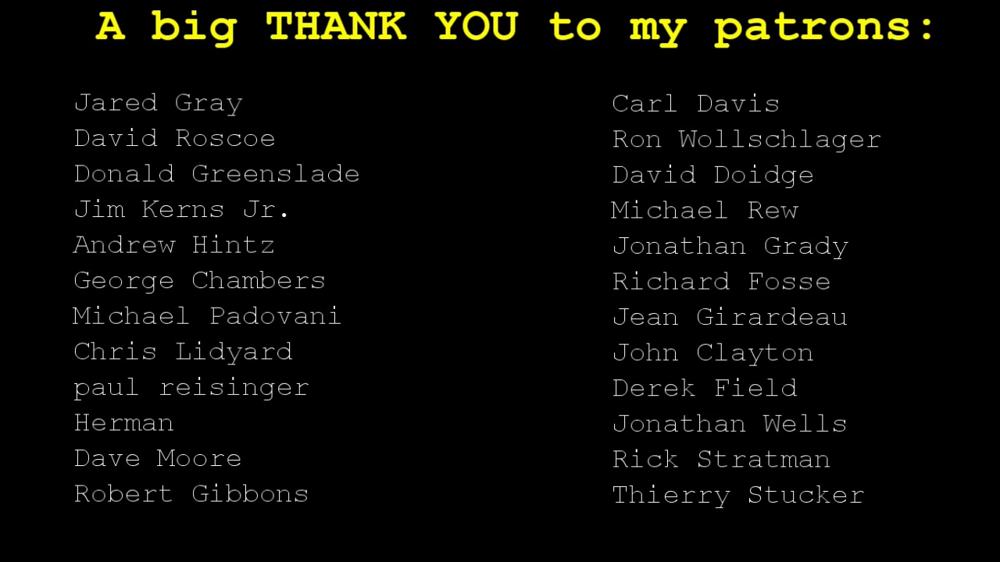 A big THANK YOU to my patrons:
Jared Gray
David Roscoe
Donald Greenslade
Jim Kerns Jr.
Andrew Hintz
George Chambers
Michael Padovani
Chris Lidyard
paul reisinger
Herman
Dave Moore
Robert Gibbons
Carl Davis
Ron Wollschlager
David Doidge
Michael Rew
Jonathan Grady
Richard Fosse
Jean Girardeau
John Clayton
Derek Field
Jonathan Wells
Rick Stratman
Thierry Stucker